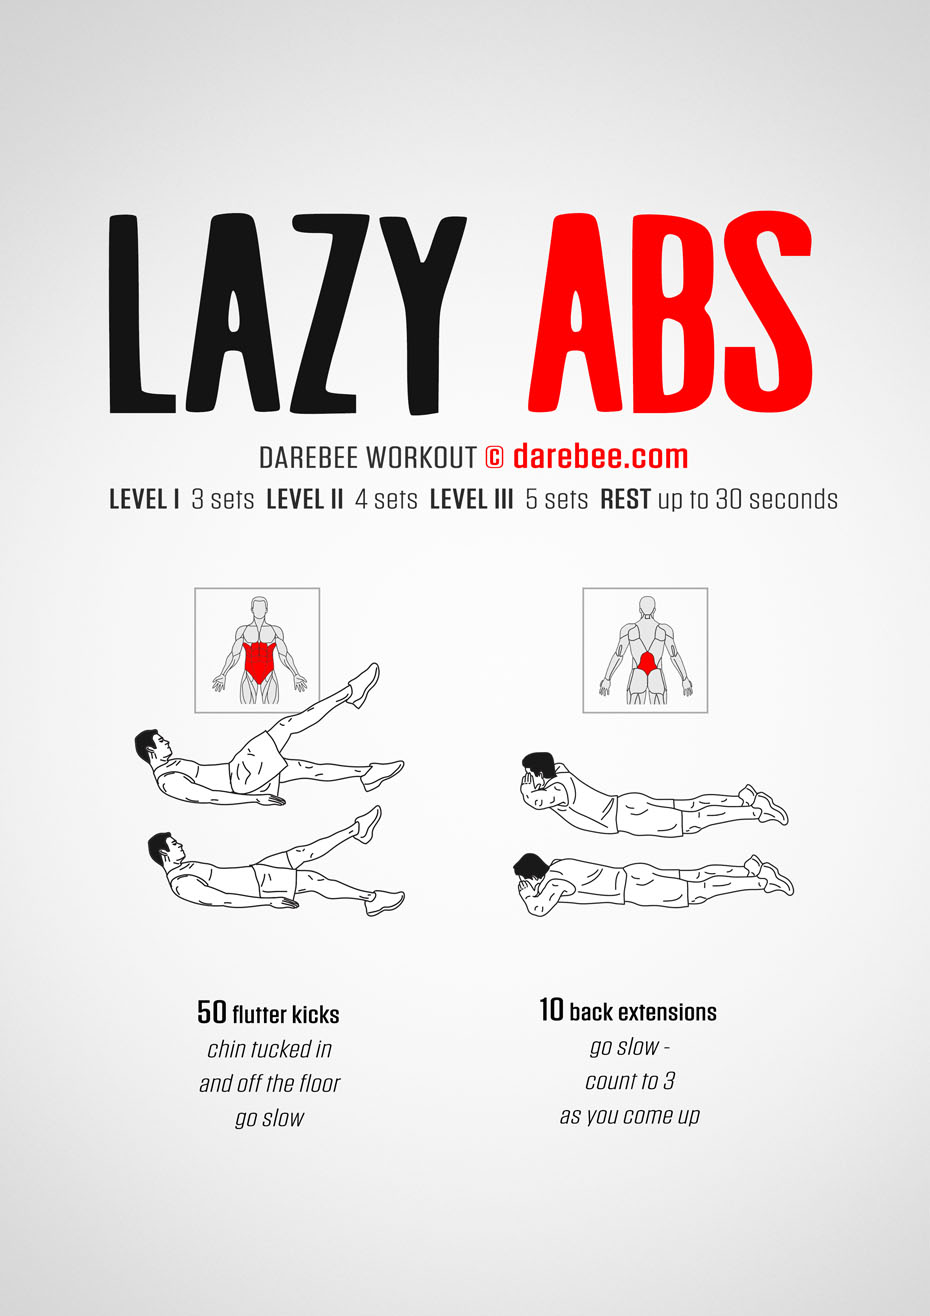 LAZY ABS
DAREBEE WORKOUT © darebee.com
LEVEL I 3 sets LEVEL II 4 sets LEVEL III 5 sets REST up to 30 seconds
50 flutter kicks
chin tucked in
and off the floor
go slow
10 back extensions
go slow -
count to 3
as you come up